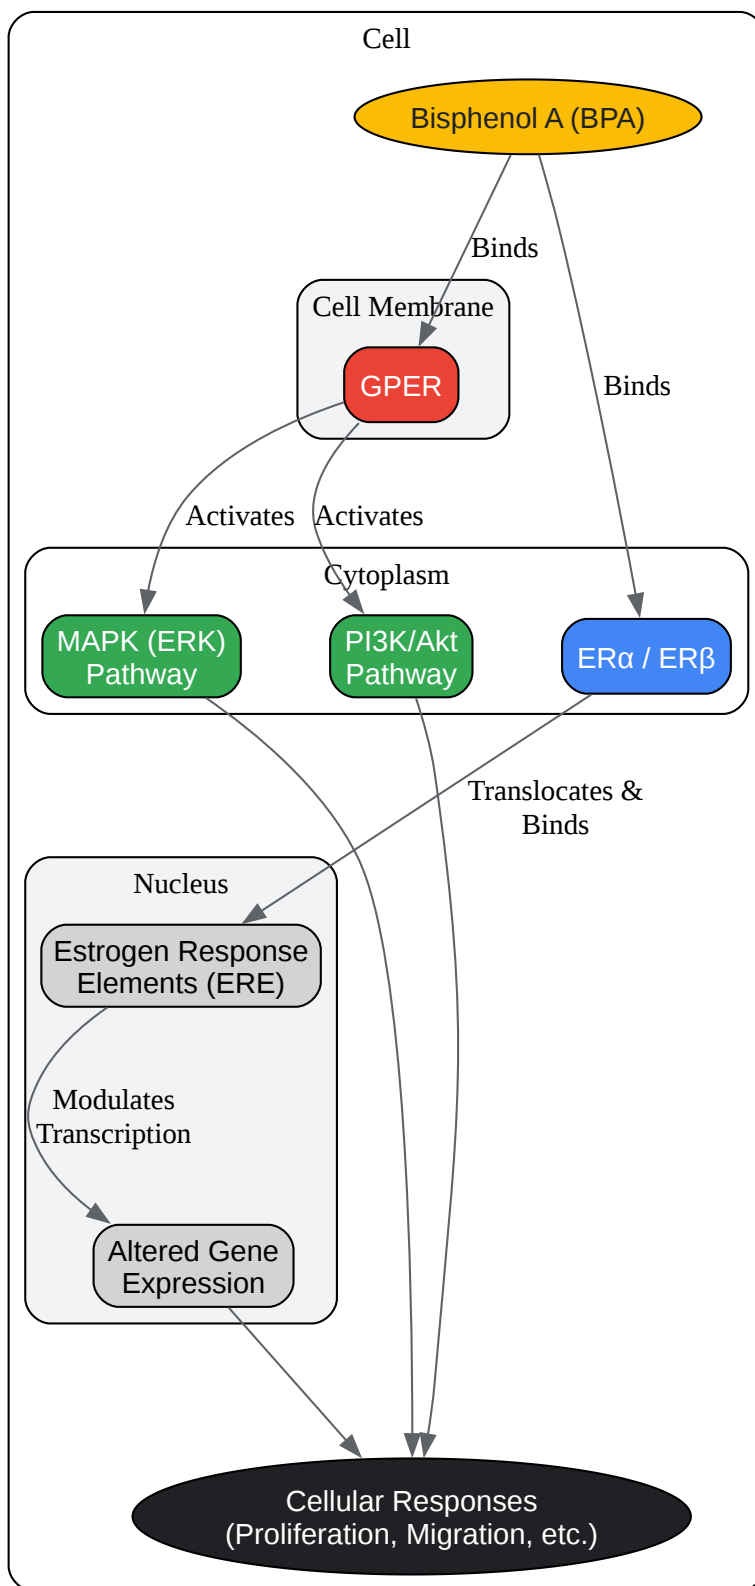 Cell
Bisphenol A (BPA)
Binds
Cell Membrane
GPER
Binds
Activates
Activates
Cytoplasm
MAPK (ERK)
Pathway
PI3K/Akt
Pathway
ERα / ERβ
Translocates &
Binds
Nucleus
Estrogen Response
Elements (ERE)
Modulates
Transcription
Altered Gene
Expression
Cellular Responses
(Proliferation, Migration, etc.)